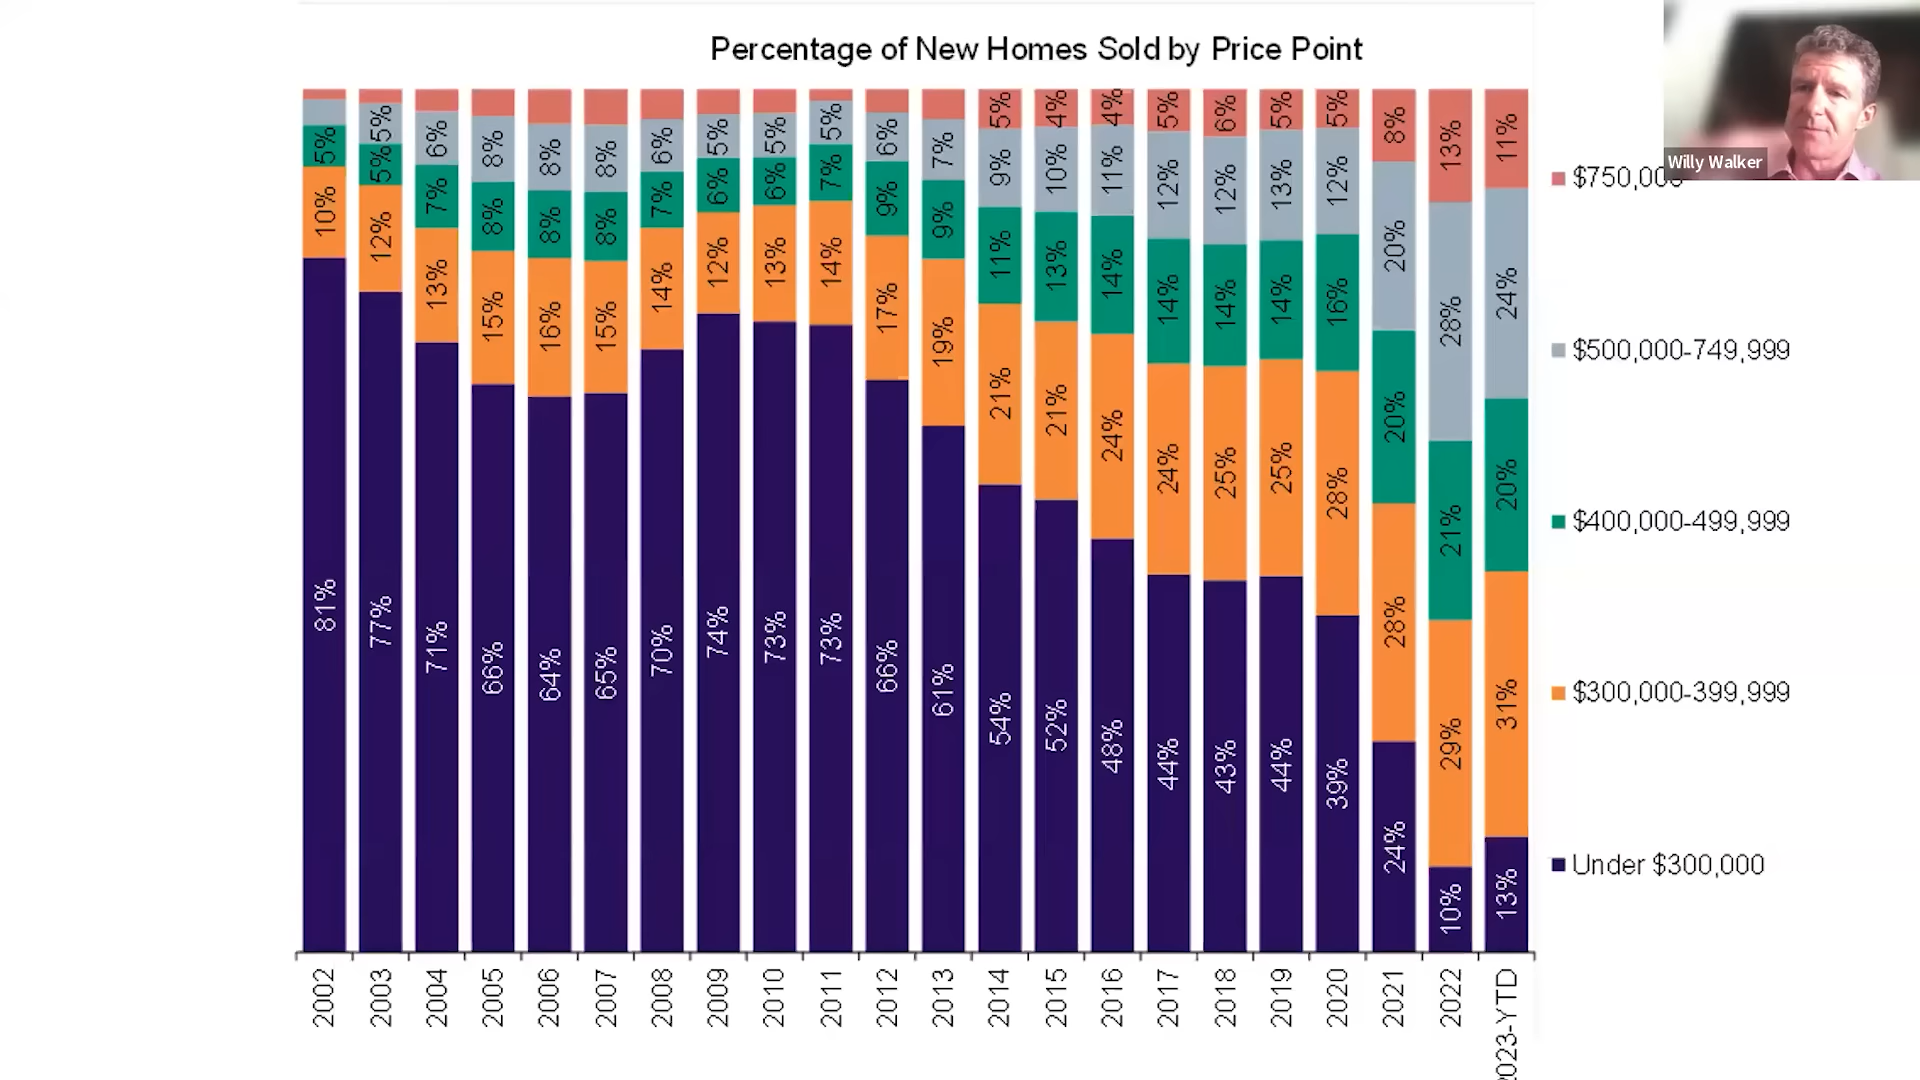 Percentage of New Homes Sold by Price Point
Willy Walker
5% 10% 81%
5% 5% 12% 77%
6% 7% 13% 71%
8% 8% 15% 66%
8% 8% 16% 64%
8% 8% 15% 65%
6% 7% 14% 70%
5% 6% 12% 74%
5% 6% 13% 73%
5% 7% 14% 73%
6% 9% 17% 66%
7% 9% 19% 61%
5% 9% 11% 21% 54%
4% 10% 13% 21% 52%
4% 11% 14% 24% 48%
5% 12% 14% 24% 44%
6% 12% 14% 25% 43%
5% 13% 14% 25% 44%
5% 12% 16% 28% 39%
8% 20% 20% 28% 24%
13% 28% 21% 29% 10%
11% 24% 20% 31% 13%
$750,000
$500,000-749,999
$400,000-499,999
$300,000-399,999
Under $300,000
2002 2003 2004 2005 2006 2007 2008 2009 2010 2011 2012 2013 2014 2015 2016 2017 2018 2019 2020 2021 2022 2023-YTD